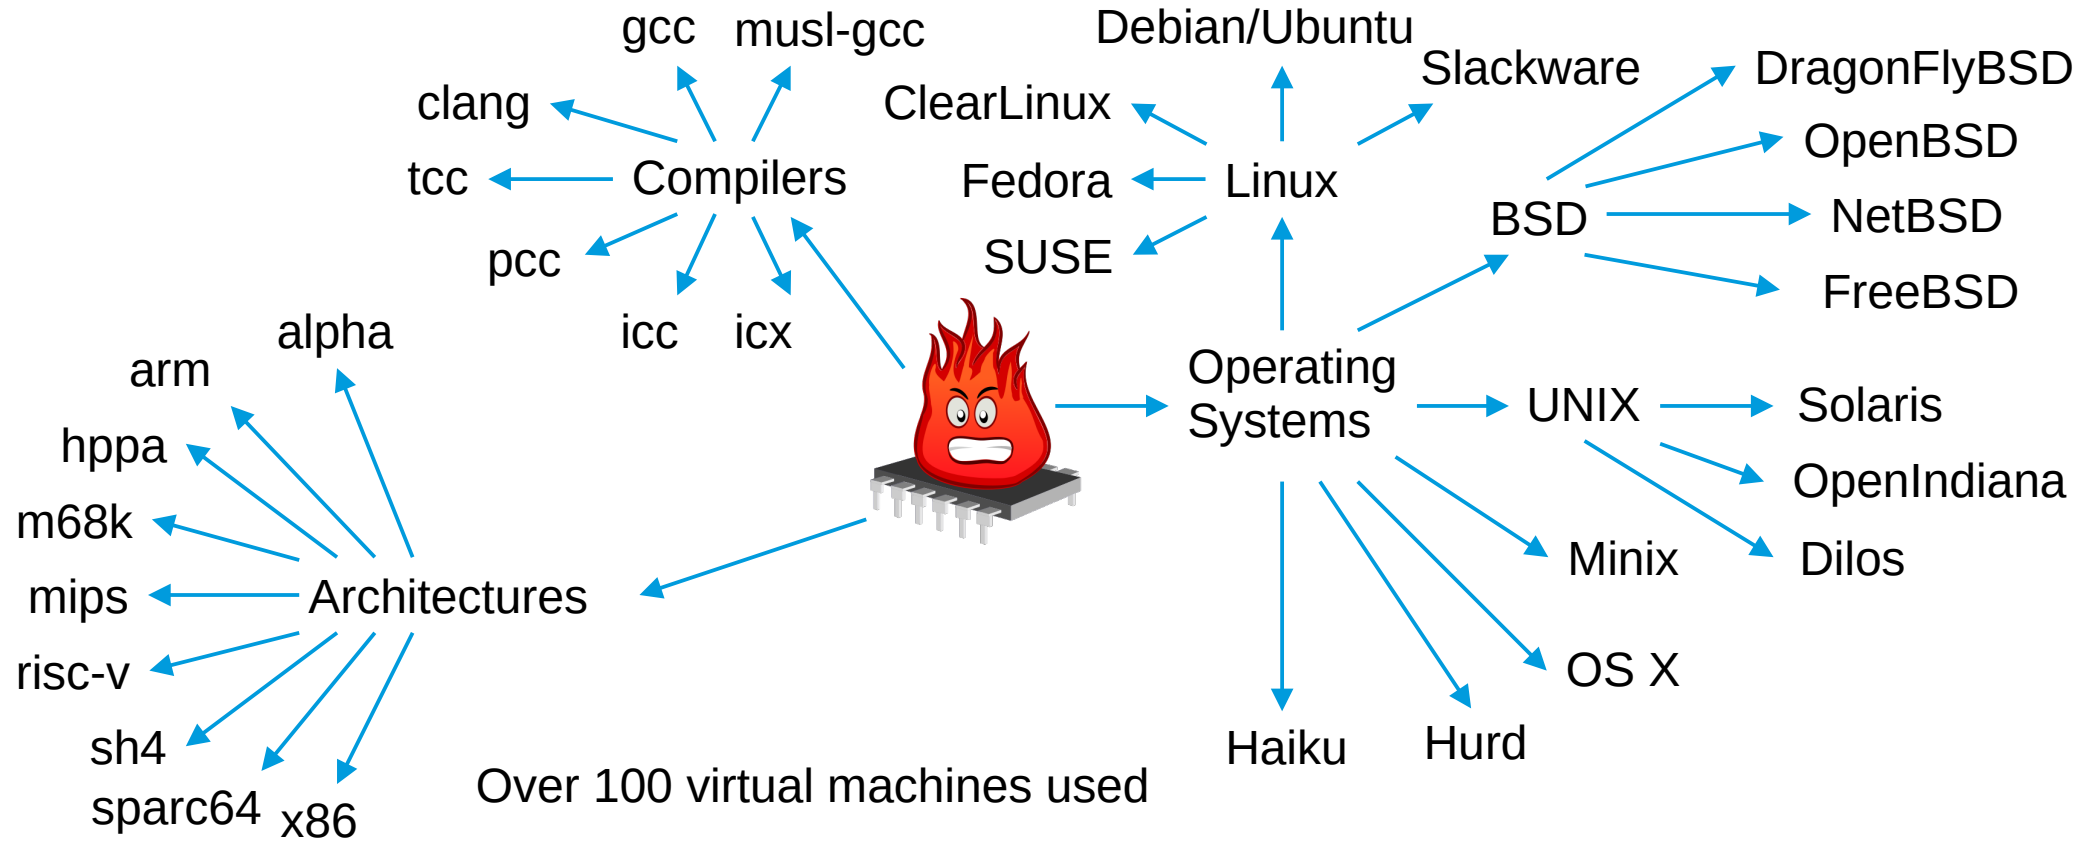 gcc
musl-gcc
clang
tcc
Compilers
pcc
icc
icx
Debian/Ubuntu
Slackware
ClearLinux
Fedora
Linux
SUSE
DragonFlyBSD
OpenBSD
BSD
NetBSD
FreeBSD
Operating
Systems
UNIX
Solaris
OpenIndiana
Dilos
Minix
OS X
Hurd
Haiku
alpha
arm
hppa
m68k
mips
Architectures
risc-v
sh4
sparc64
x86
Over 100 virtual machines used